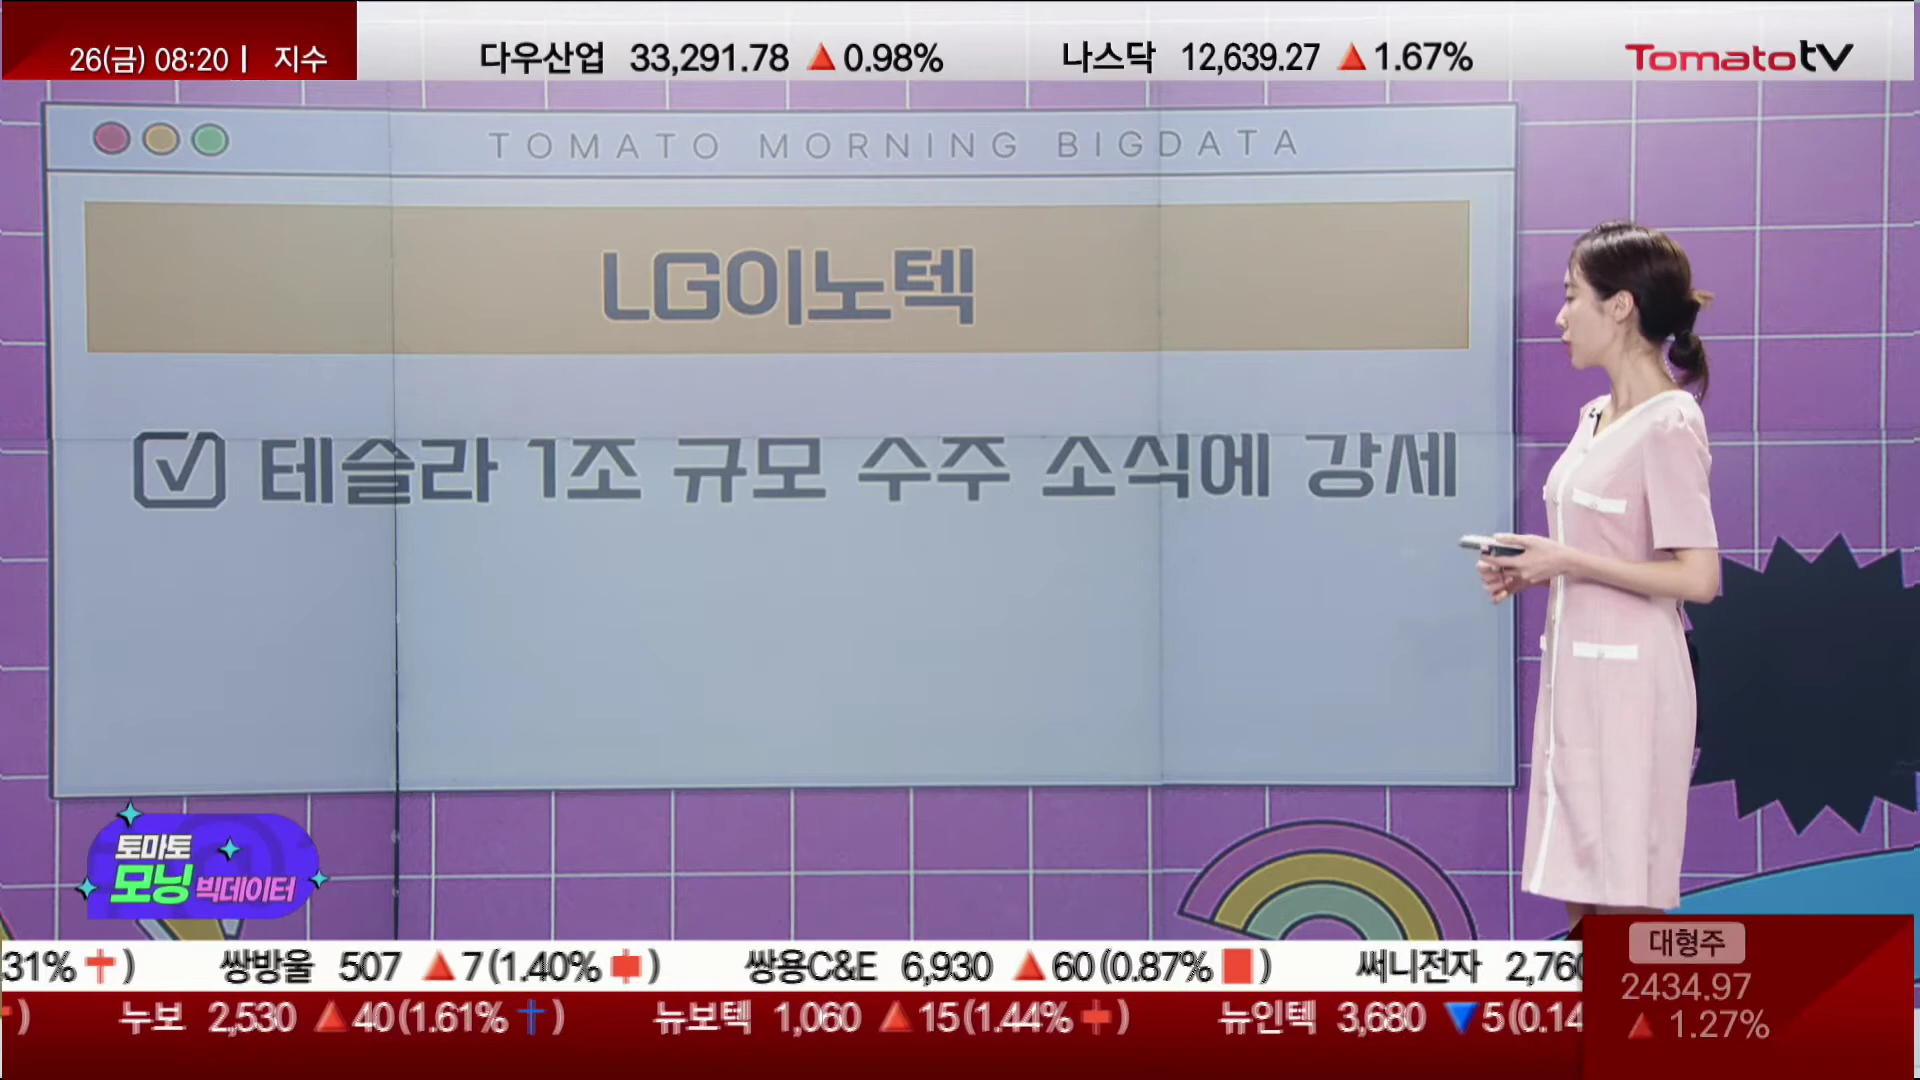 26(금) 08:20 | 지수 다우산업 33,291.78 ▲0.98% 나스닥 12,639.27 ▲1.67% Tomatotv
TOMATO MORNING BIGDATA
LG이노텍
테슬라 1조 규모 수주 소식에 강세
토마토
모닝 빅데이터
31% ) 쌍방울 507 ▲7(1.40% ) 쌍용C&E 6,930 ▲60(0.87% ) 써니전자 2,760
) 누보 2,530 ▲40(1.61% ) 뉴보텍 1,060 ▲15(1.44% ) 뉴인텍 3,680 ▼5(0.14
대형주
2434.97
▲ 1.27%